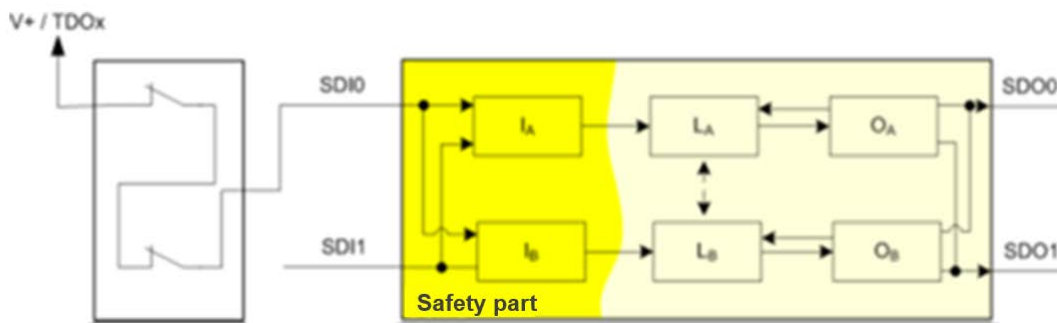 V+ / TDOx
SDI0
SDO0
IA
LA
OA
SDI1
SDO1
IB
LB
OB
Safety part